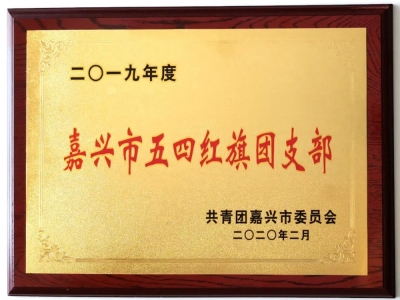 二〇一九年度
嘉兴市五四红旗团支部
共青团嘉兴市委员会
二〇二〇年二月